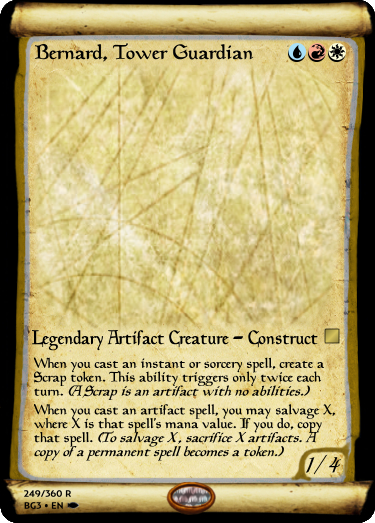 Bernard, Tower Guardian
Legendary Artifact Creature – Construct
When you cast an instant or sorcery spell, create a
Scrap token. This ability triggers only twice each
turn. (A Scrap is an artifact with no abilities.)
When you cast an artifact spell, you may salvage X,
where X is that spell's mana value. If you do, copy
that spell. (To salvage X, sacrifice X artifacts. A
copy of a permanent spell becomes a token.)
1/4
249/360 R
BG3 • EN